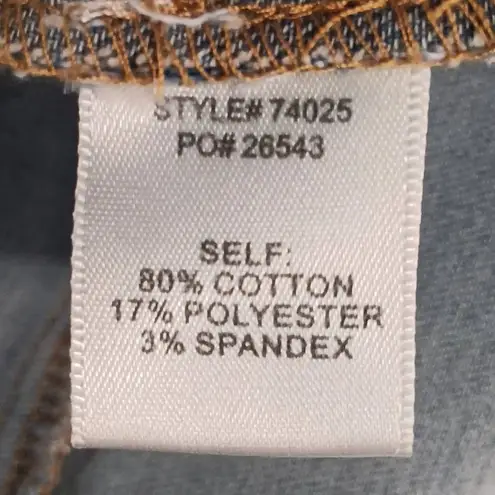 STYLE# 74025
PO# 26543
SELF:
80% COTTON
17% POLYESTER
3% SPANDEX